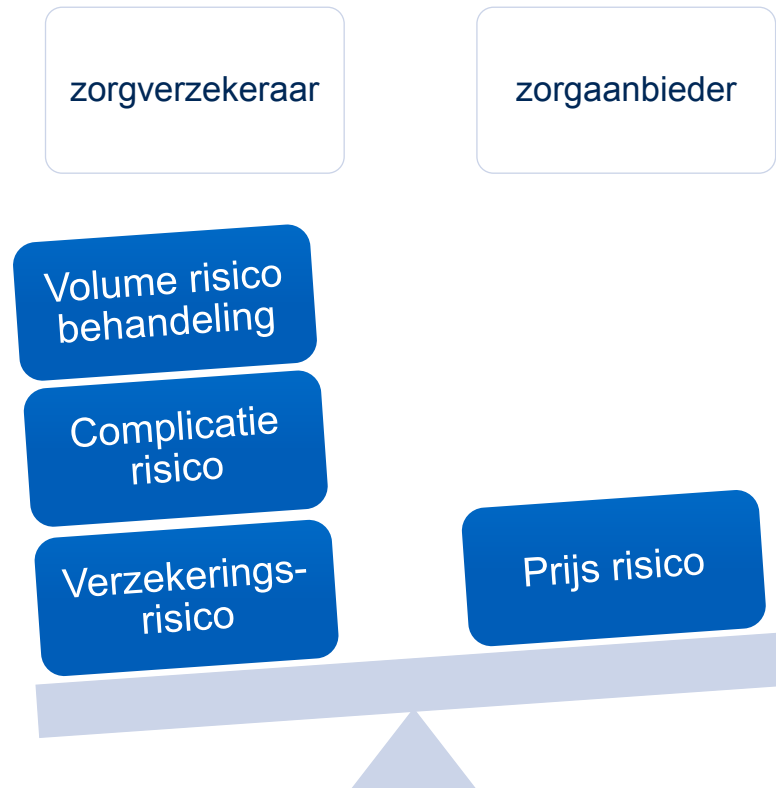 zorgverzekeraar
zorgaanbieder
Volume risico
behandeling
Complicatie
risico
Verzekerings-
risico
Prijs risico